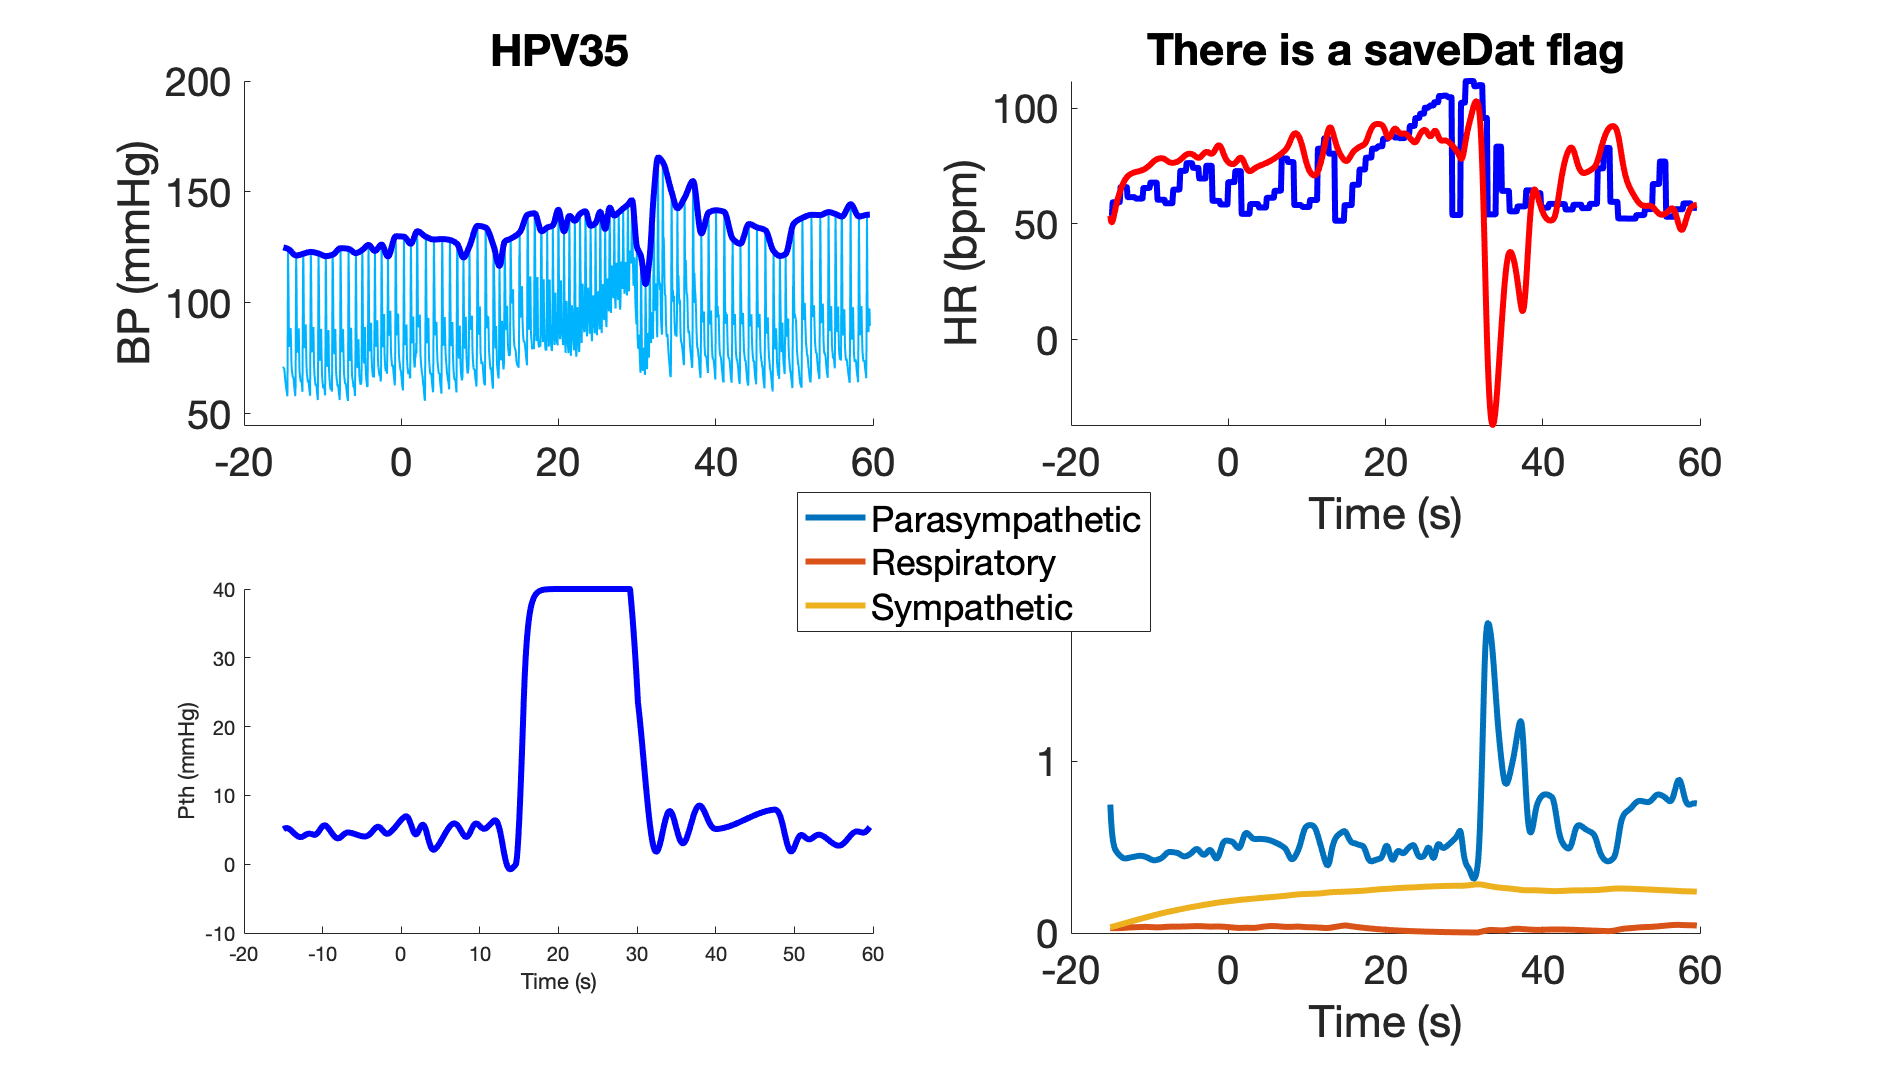 HPV35
200
150
100
50
BP (mmHg)
-20 0 20 40 60
There is a saveDat flag
100
50
0
HR (bpm)
-20 0 20 40 60
Time (s)
Parasympathetic
Respiratory
Sympathetic
40
30
20
10
0
-10
Pth (mmHg)
-20 -10 0 10 20 30 40 50 60
Time (s)
1
0
-20 0 20 40 60
Time (s)